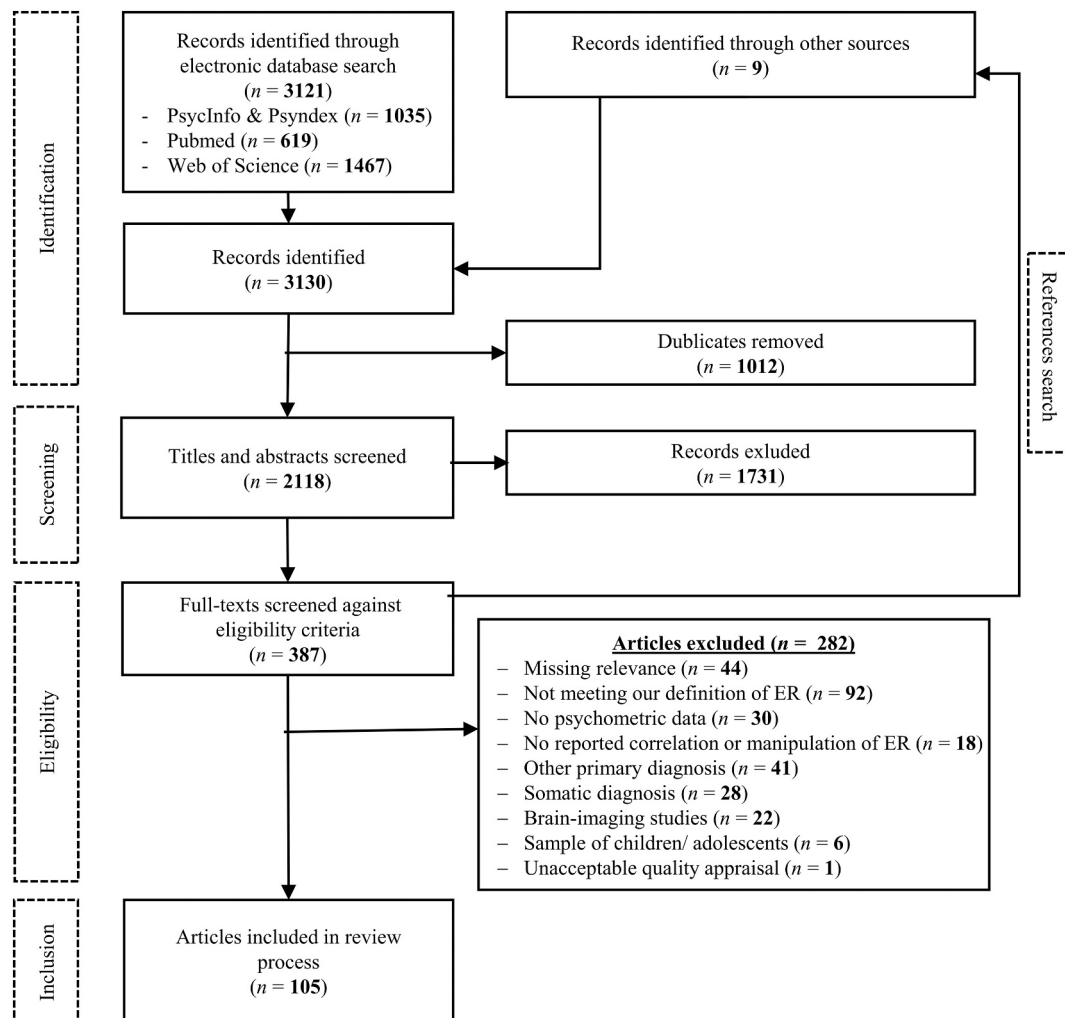 Identification
Records identified through
electronic database search
(n = 3121)
- PsycInfo & Psyndex (n = 1035)
- Pubmed (n = 619)
- Web of Science (n = 1467)
Records identified through other sources
(n = 9)
Records identified
(n = 3130)
Dublicates removed
(n = 1012)
References search
Screening
Titles and abstracts screened
(n = 2118)
Records exluded
(n = 1731)
Eligibility
Full-texts screened against
eligibility criteria
(n = 387)
Articles excluded (n = 282)
– Missing relevance (n = 44)
– Not meeting our definition of ER (n = 92)
– No psychometric data (n = 30)
– No reported correlation or manipulation of ER (n = 18)
– Other primary diagnosis (n = 41)
– Somatic diagnosis (n = 28)
– Brain-imaging studies (n = 22)
– Sample of children/ adolescents (n = 6)
– Unacceptable quality appraisal (n = 1)
Inclusion
Articles included in review
process
(n = 105)